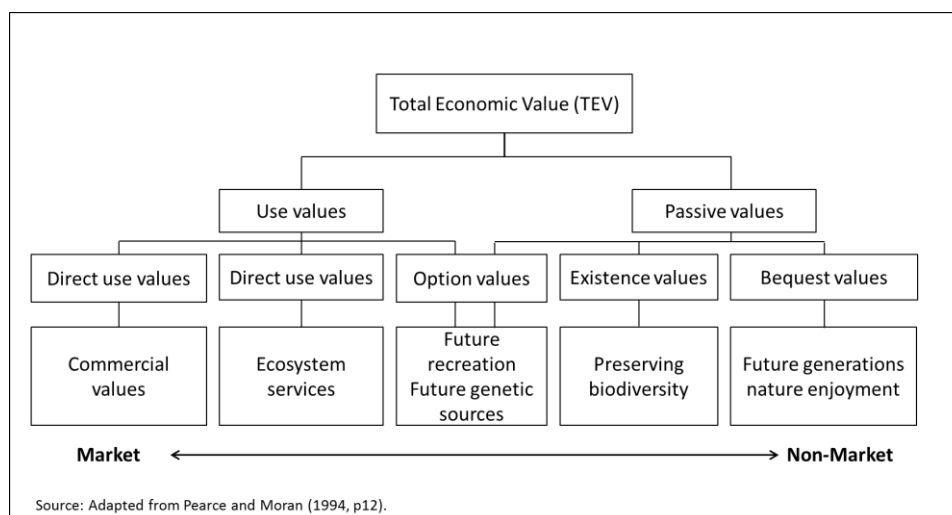 Total Economic Value (TEV)
Use values
Passive values
Direct use values
Direct use values
Option values
Existence values
Bequest values
Commercial
values
Ecosystem
services
Future
recreation
Future genetic
sources
Preserving
biodiversity
Future generations
nature enjoyment
Market
Non-Market
Source: Adapted from Pearce and Moran (1994, p12).